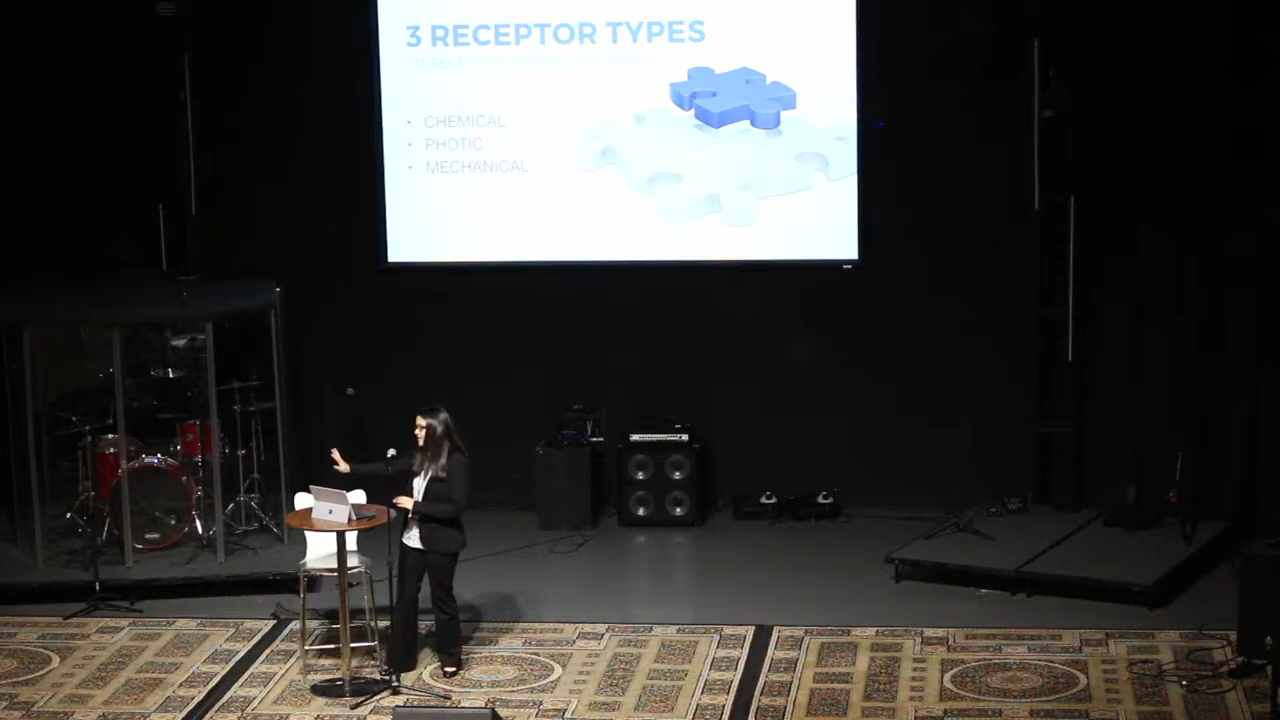 3 RECEPTOR TYPES
• CHEMICAL
• PHOTIC
• MECHANICAL